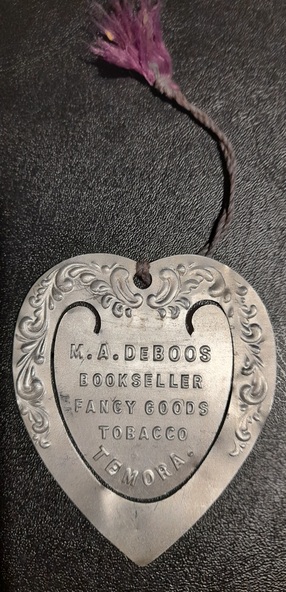 M.A.DEBOOS
BOOKSELLER
FANCY GOODS
TOBACCO
TEMORA.